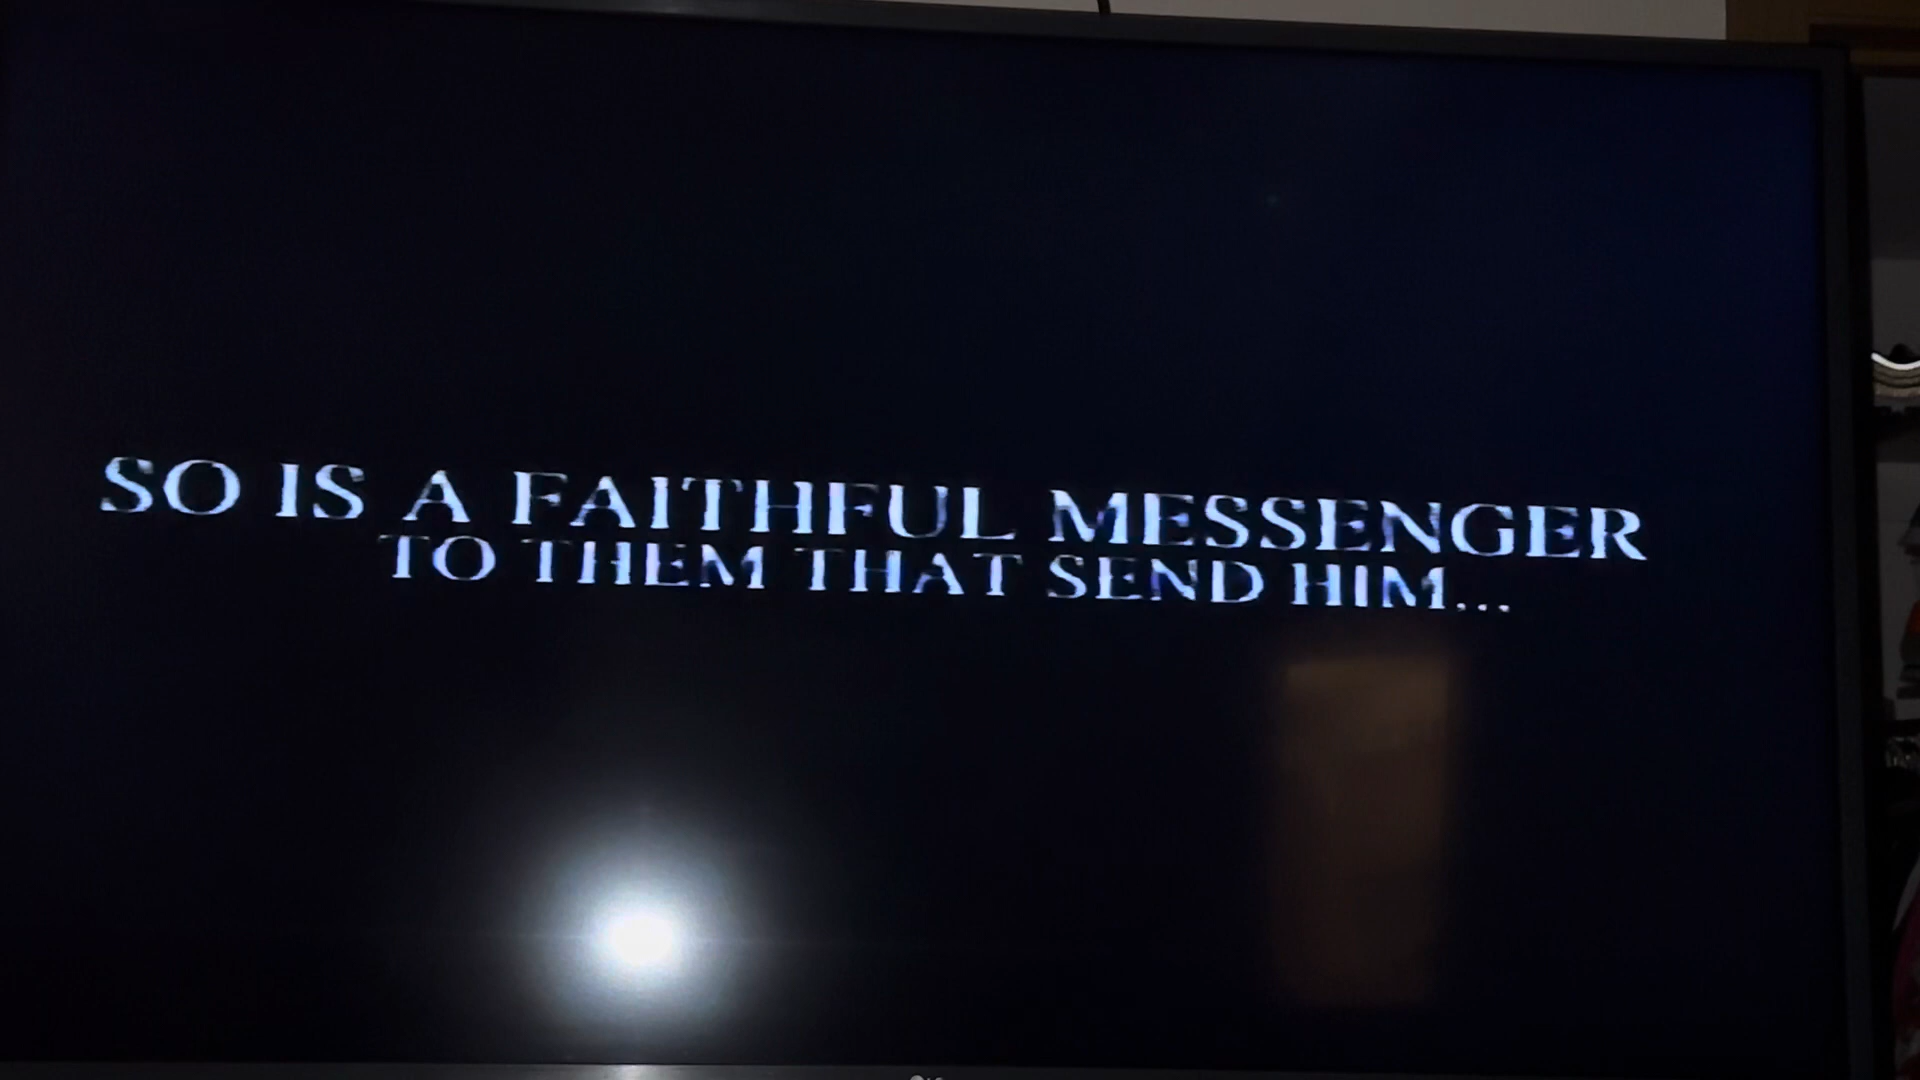 SO IS A FAITHFUL MESSENGER
TO THEM THAT SEND HIM...